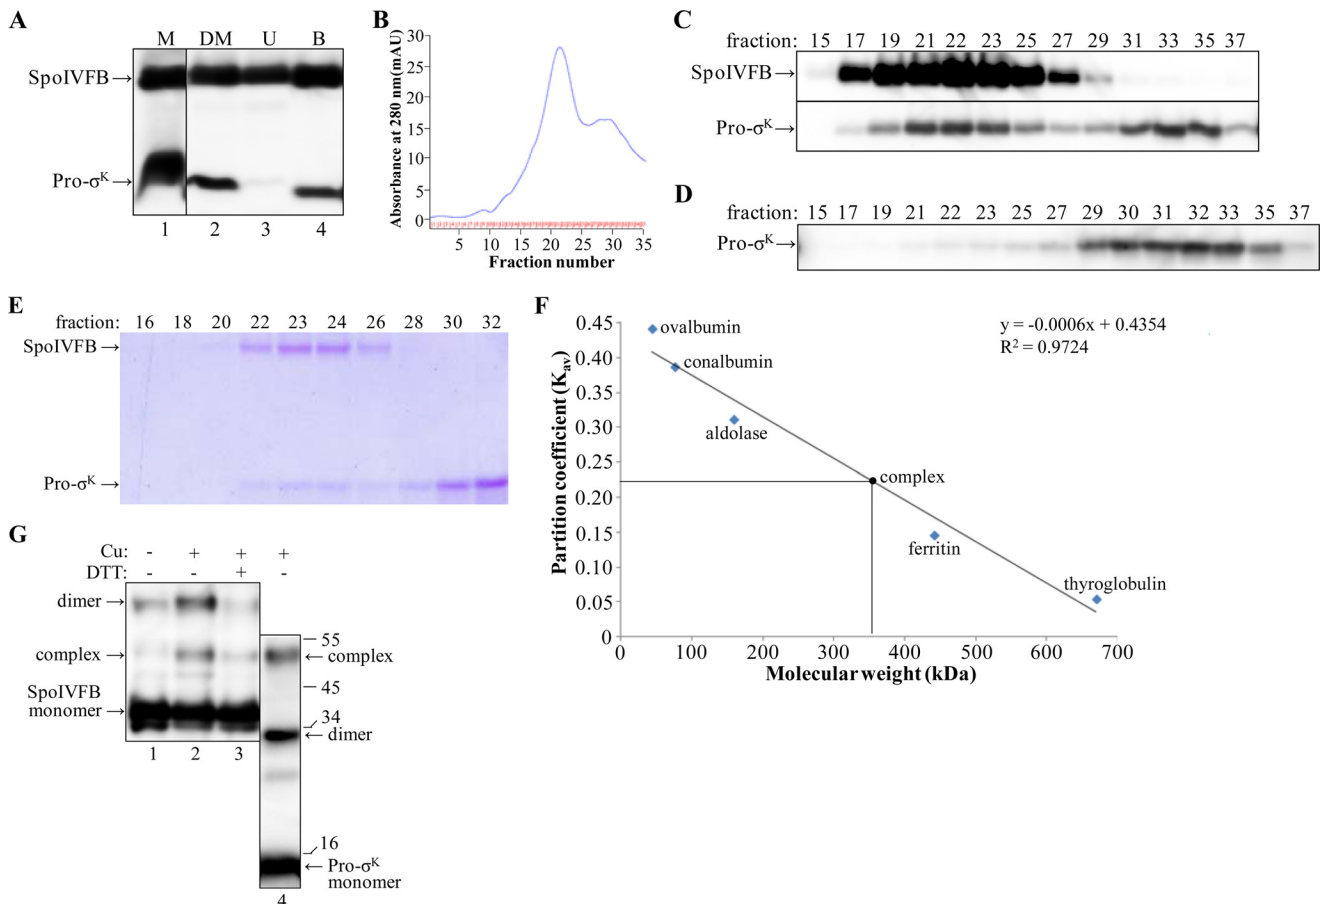 A
M DM U B
SpoIVFB→
Pro-σK→
1 2 3 4
B
Absorbance at 280 nm(mAU)
30
25
20
15
10
5
0
5 10 15 20 25 30 35
Fraction number
C
fraction: 15 17 19 21 22 23 25 27 29 31 33 35 37
SpoIVFB→
Pro-σK→
D
fraction: 15 17 19 21 22 23 25 27 29 30 31 32 33 35 37
Pro-σK→
E
fraction: 16 18 20 22 23 24 26 28 30 32
SpoIVFB→
Pro-σK→
F
Partition coefficient (Kav)
0.45
0.40
0.35
0.30
0.25
0.20
0.15
0.10
0.05
0
y = -0.0006x + 0.4354
R2 = 0.9724
ovalbumin
conalbumin
aldolase
complex
ferritin
thyroglobulin
0 100 200 300 400 500 600 700
Molecular weight (kDa)
G
Cu: - + + +
DTT: - - + -
dimer→
complex→
SpoIVFB
monomer→
1 2 3
55
←complex
45
34
←dimer
16
←Pro-σK
monomer
4